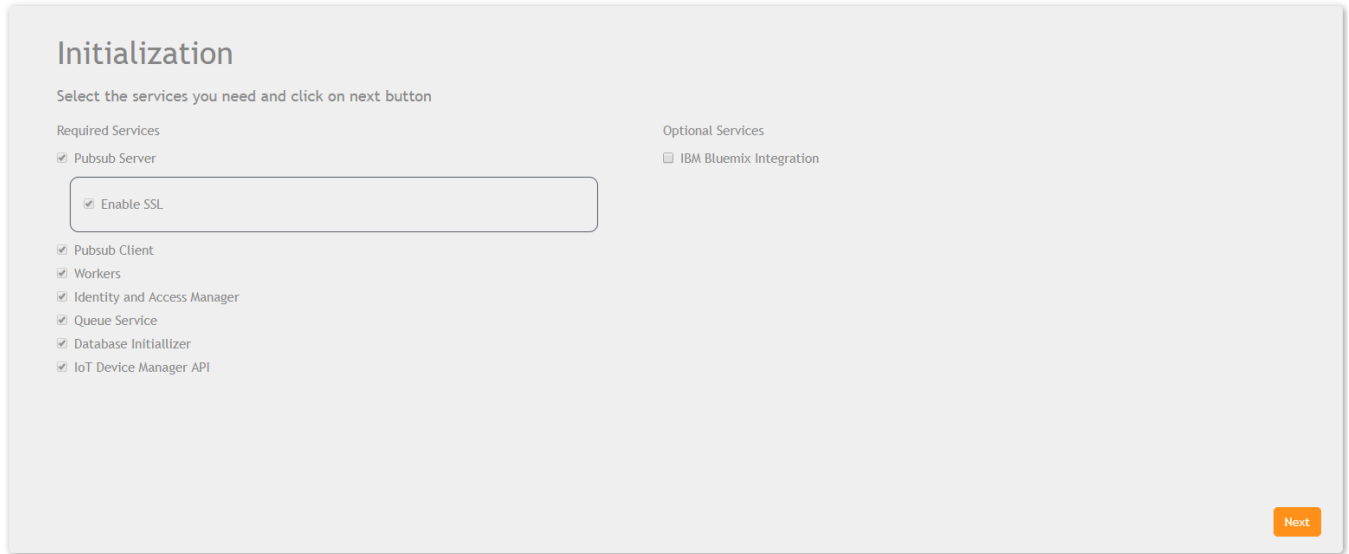 Initialization
Select the services you need and click on next button
Required Services
Pubsub Server
Enable SSL
Pubsub Client
Workers
Identity and Access Manager
Queue Service
Database Initiallizer
IoT Device Manager API
Optional Services
IBM Bluemix Integration
Next